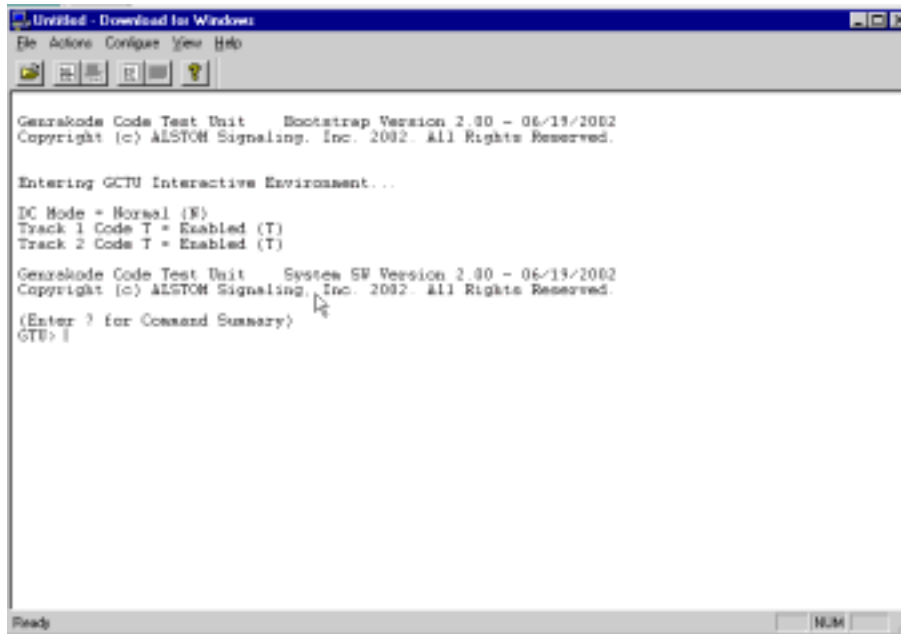 Untitled - Download for Windows
File Actions Configure View Help
Genrakode Code Test Unit Bootstrap Version 2.00 - 06/19/2002
Copyright (c) ALSTOM Signaling, Inc. 2002. All Rights Reserved.
Entering GCTU Interactive Environment...
DC Mode = Normal (N)
Track 1 Code T = Enabled (T)
Track 2 Code T = Enabled (T)
Genrakode Code Test Unit System SW Version 2.00 - 06/19/2002
Copyright (c) ALSTOM Signaling, Inc. 2002. All Rights Reserved.
(Enter ? for Command Summary)
GTU>
Ready NUM